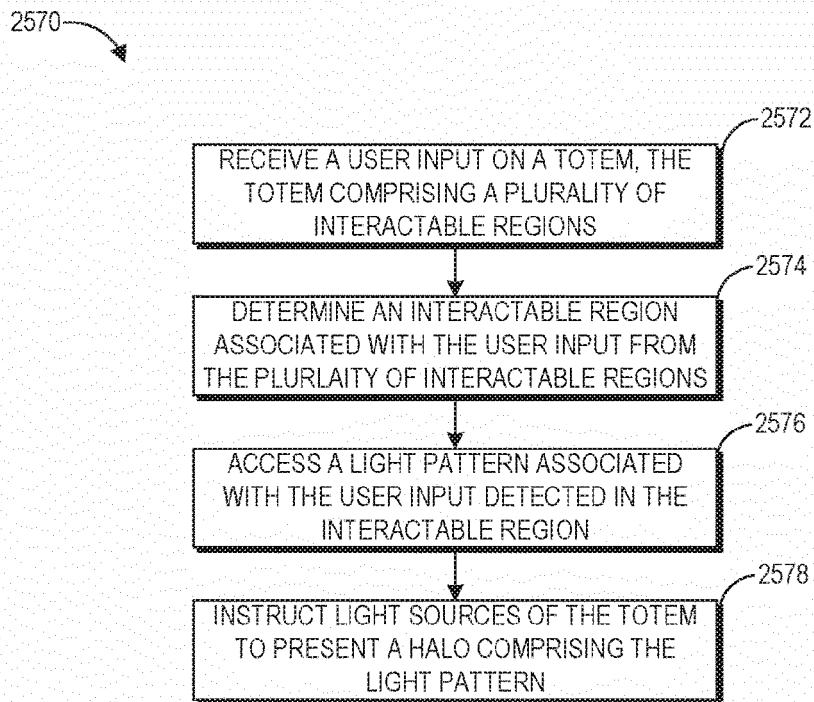 2570
2572
RECEIVE A USER INPUT ON A TOTEM, THE
TOTEM COMPRISING A PLURALITY OF
INTERACTABLE REGIONS
2574
DETERMINE AN INTERACTABLE REGION
ASSOCIATED WITH THE USER INPUT FROM
THE PLURLAITY OF INTERACTABLE REGIONS
2576
ACCESS A LIGHT PATTERN ASSOCIATED
WITH THE USER INPUT DETECTED IN THE
INTERACTABLE REGION
2578
INSTRUCT LIGHT SOURCES OF THE TOTEM
TO PRESENT A HALO COMPRISING THE
LIGHT PATTERN